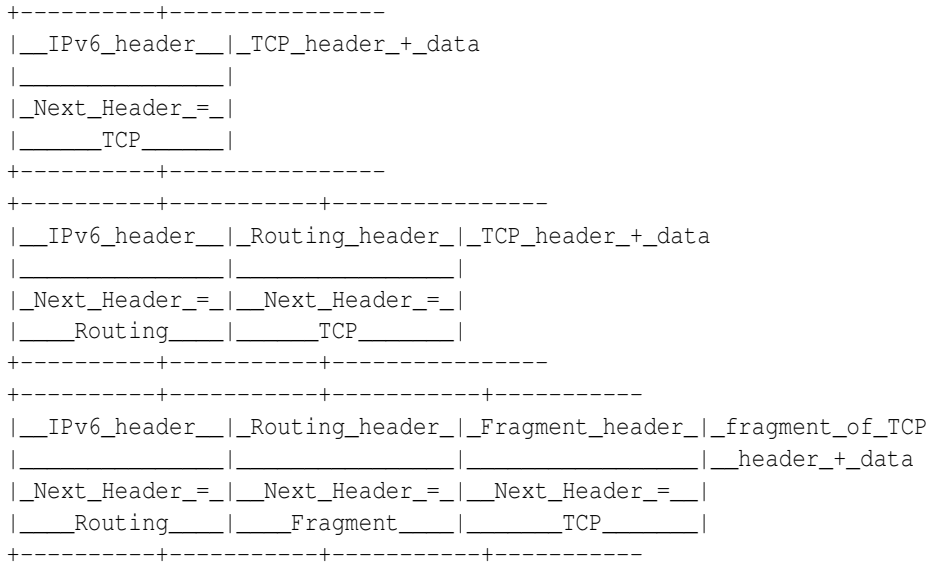 +----------+----------------
|__IPv6_header__|_TCP_header_+_data
|_______________|
|_Next_Header_=_|
|______TCP______|
+----------+----------------
+----------+-----------+----------------
|__IPv6_header__|_Routing_header_|_TCP_header_+_data
|_______________|________________|
|_Next_Header_=_|__Next_Header_=_|
|____Routing____|______TCP_______|
+----------+-----------+----------------
+----------+-----------+-----------+-----------
|__IPv6_header__|_Routing_header_|_Fragment_header_|_fragment_of_TCP
|_______________|________________|_________________|__header_+_data
|_Next_Header_=_|__Next_Header_=_|__Next_Header_=__|
|____Routing____|____Fragment____|_______TCP_______|
+----------+-----------+-----------+-----------